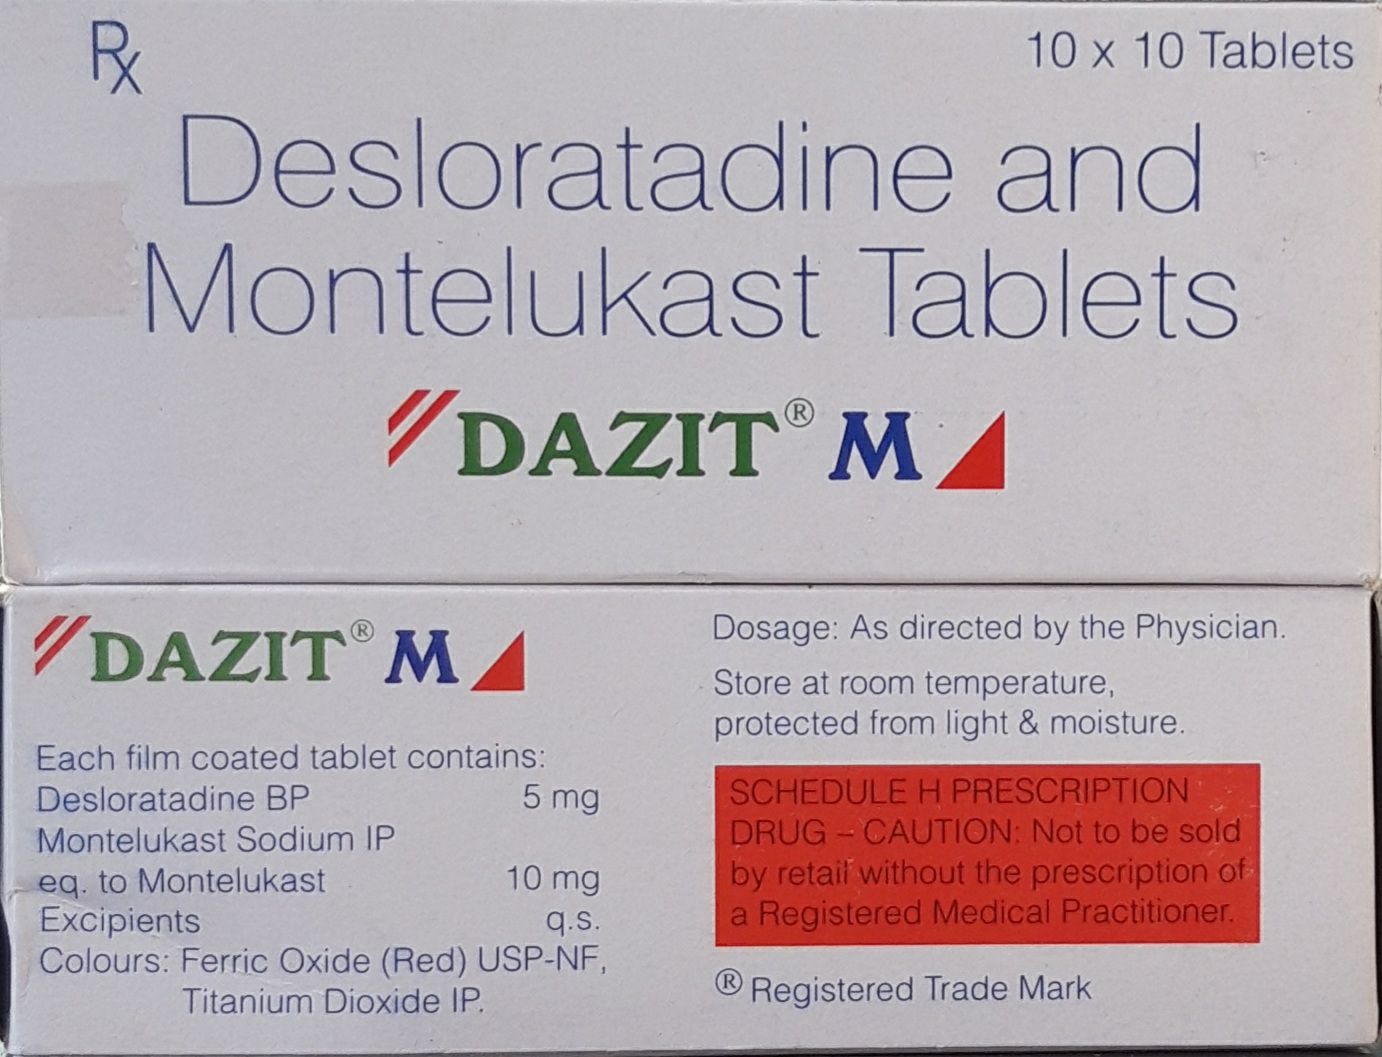 Rx
10 x 10 Tablets
Desloratadine and
Montelukast Tablets
DAZIT® M
DAZIT® M
Each film coated tablet contains:
Desloratadine BP 5 mg
Montelukast Sodium IP
eq. to Montelukast 10 mg
Excipients q.s.
Colours: Ferric Oxide (Red) USP-NF,
Titanium Dioxide IP.
Dosage: As directed by the Physician.
Store at room temperature,
protected from light & moisture.
SCHEDULE H PRESCRIPTION
DRUG – CAUTION: Not to be sold
by retail without the prescription of
a Registered Medical Practitioner.
® Registered Trade Mark